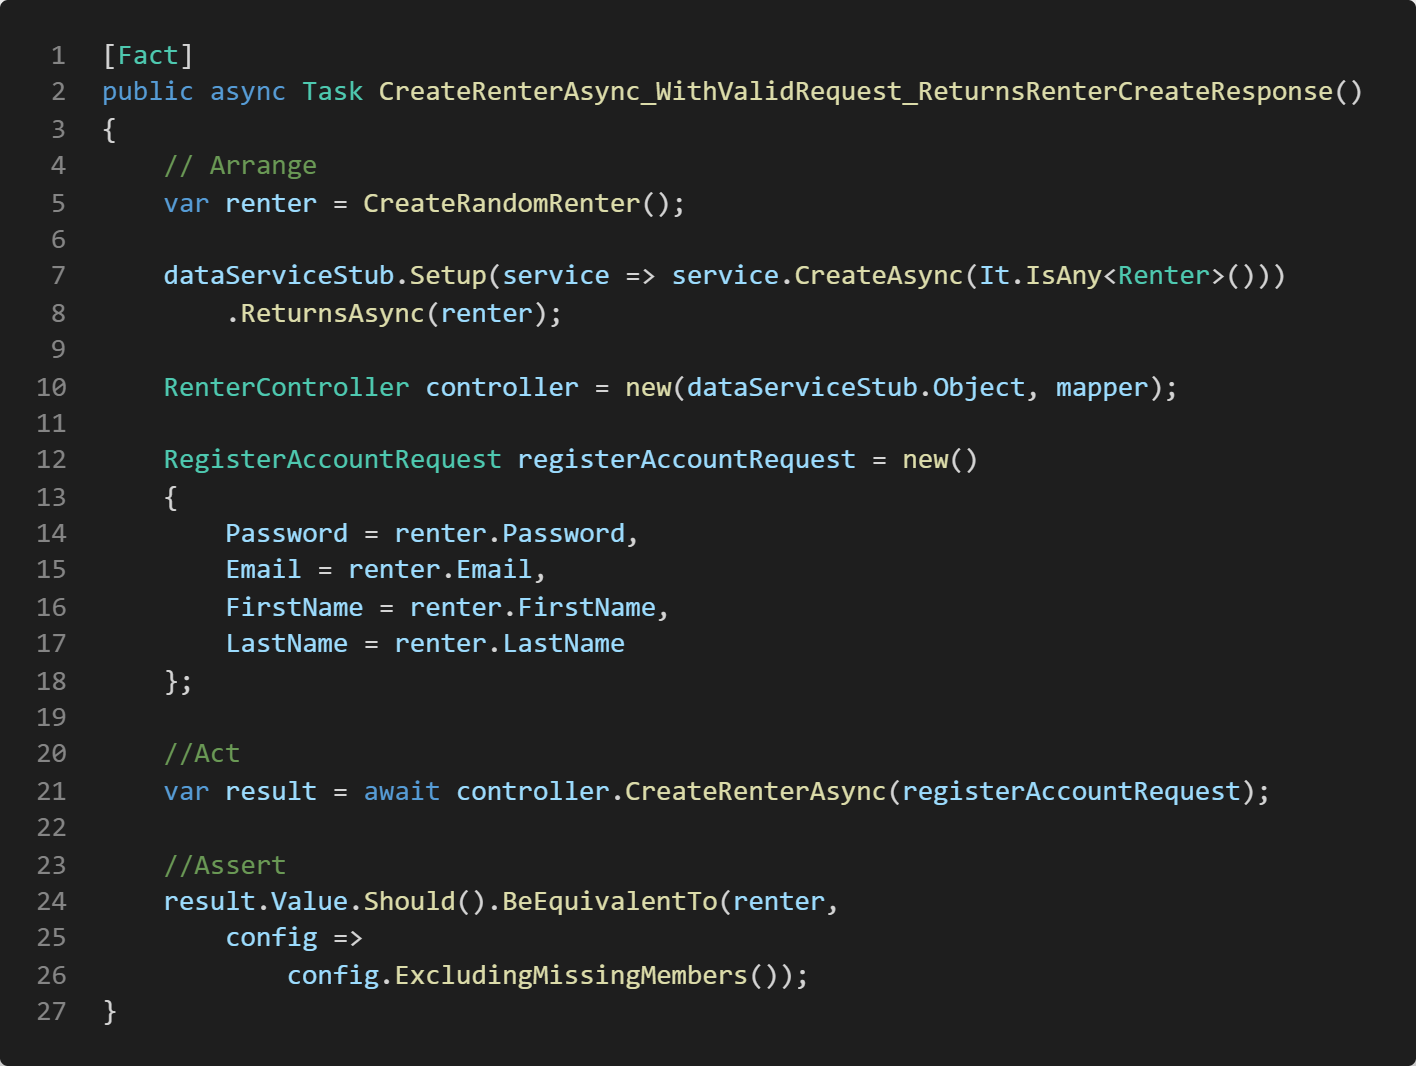 1 [Fact]
2 public async Task CreateRenterAsync_WithValidRequest_ReturnsRenterCreateResponse()
3 {
4     // Arrange
5     var renter = CreateRandomRenter();
6
7     dataServiceStub.Setup(service => service.CreateAsync(It.IsAny<Renter>()))
8         .ReturnsAsync(renter);
9
10     RenterController controller = new(dataServiceStub.Object, mapper);
11
12     RegisterAccountRequest registerAccountRequest = new()
13     {
14         Password = renter.Password,
15         Email = renter.Email,
16         FirstName = renter.FirstName,
17         LastName = renter.LastName
18     };
19
20     //Act
21     var result = await controller.CreateRenterAsync(registerAccountRequest);
22
23     //Assert
24     result.Value.Should().BeEquivalentTo(renter,
25         config =>
26             config.ExcludingMissingMembers());
27 }